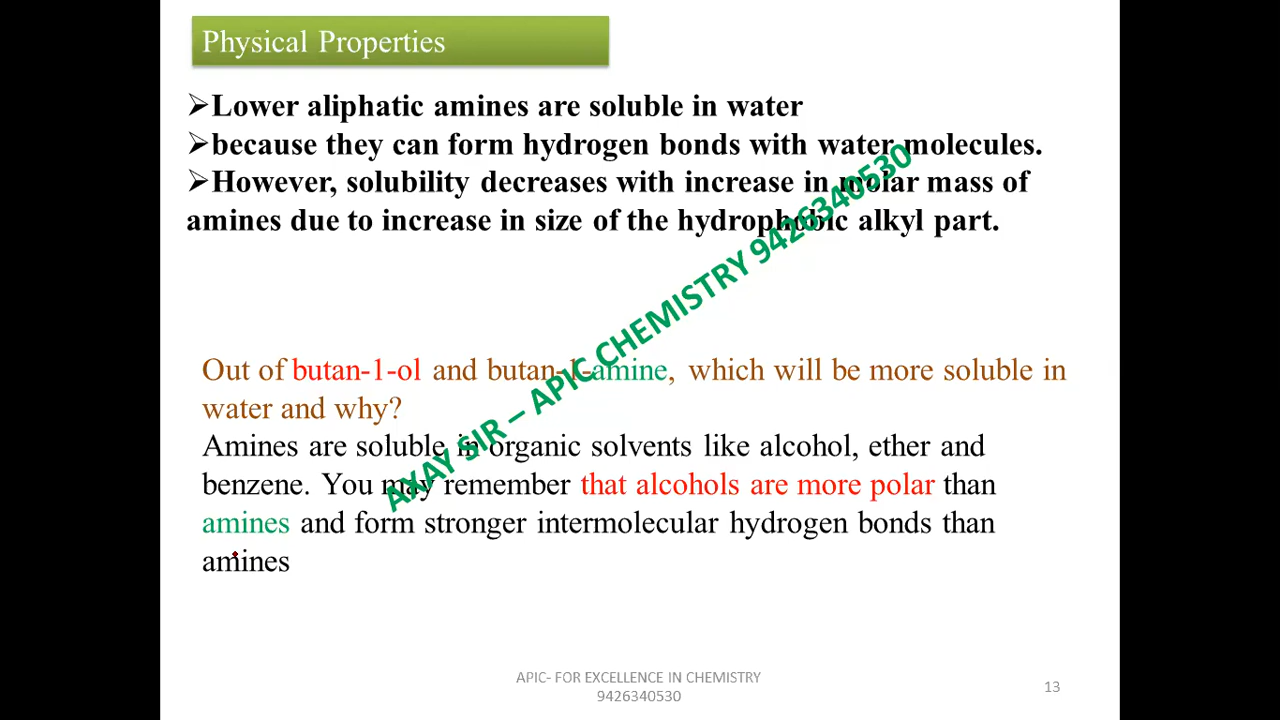 Physical Properties
➢Lower aliphatic amines are soluble in water
➢because they can form hydrogen bonds with water molecules.
➢However, solubility decreases with increase in molar mass of
amines due to increase in size of the hydrophobic alkyl part.
Out of butan-1-ol and butan-1-amine, which will be more soluble in
water and why?
Amines are soluble in organic solvents like alcohol, ether and
benzene. You may remember that alcohols are more polar than
amines and form stronger intermolecular hydrogen bonds than
amines
AXAY SIR – APIC CHEMISTRY 9426340530
APIC- FOR EXCELLENCE IN CHEMISTRY
9426340530
13